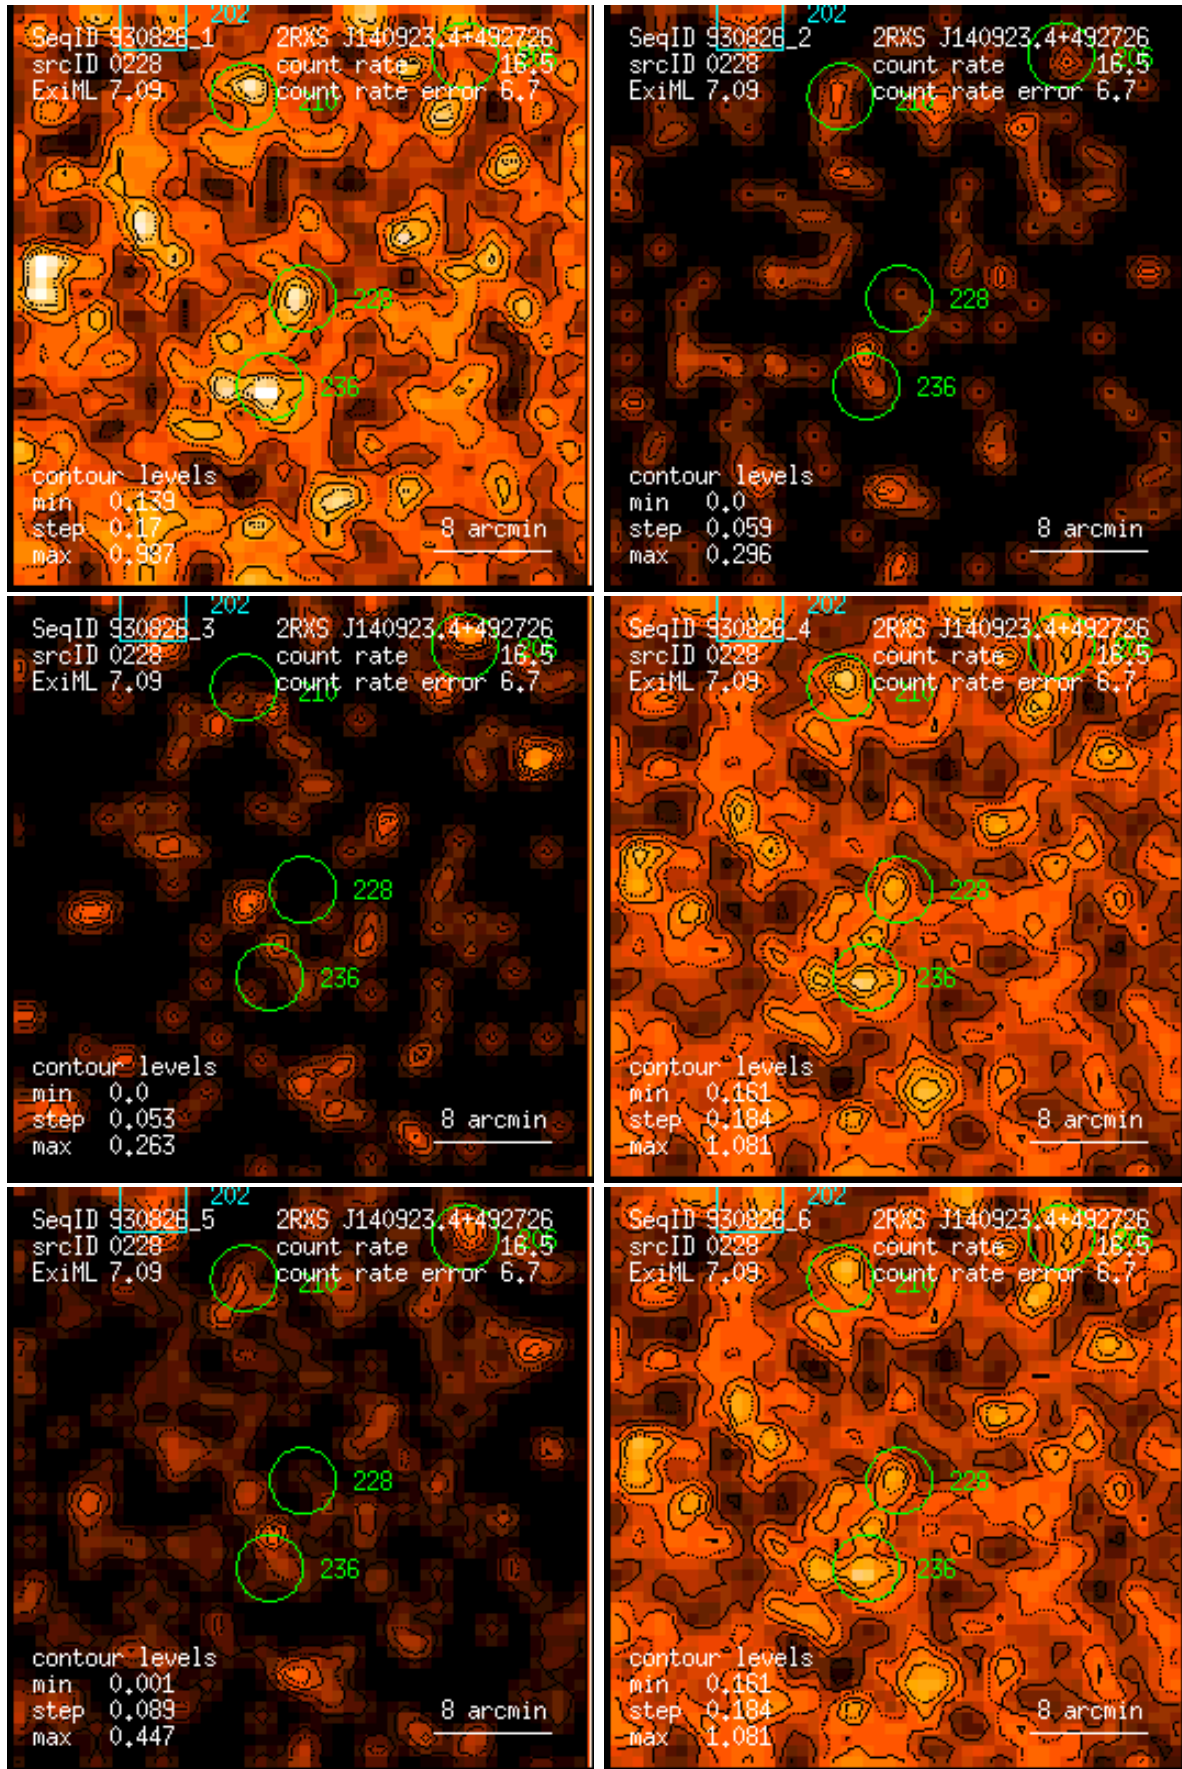 202
SeqID 930826_1 2RXS J140923.4+492726
srcID 0228 count rate 16.5
ExiML 7.09 count rate error 6.7
210
228
236
contour levels
min 0.139
step 0.17 8 arcmin
max 0.987
202
SeqID 930826_2 2RXS J140923.4+492726
srcID 0228 count rate 16.5
ExiML 7.09 count rate error 6.7
210
228
236
contour levels
min 0.0
step 0.059 8 arcmin
max 0.296
202
SeqID 930826_3 2RXS J140923.4+492726
srcID 0228 count rate 16.5
ExiML 7.09 count rate error 6.7
210
228
236
contour levels
min 0.0
step 0.053 8 arcmin
max 0.263
202
SeqID 930826_4 2RXS J140923.4+492726
srcID 0228 count rate 16.5
ExiML 7.09 count rate error 6.7
210
228
236
contour levels
min 0.161
step 0.184 8 arcmin
max 1.081
202
SeqID 930826_5 2RXS J140923.4+492726
srcID 0228 count rate 16.5
ExiML 7.09 count rate error 6.7
210
228
236
contour levels
min 0.001
step 0.089 8 arcmin
max 0.447
202
SeqID 930826_6 2RXS J140923.4+492726
srcID 0228 count rate 16.5
ExiML 7.09 count rate error 6.7
210
228
236
contour levels
min 0.161
step 0.184 8 arcmin
max 1.081